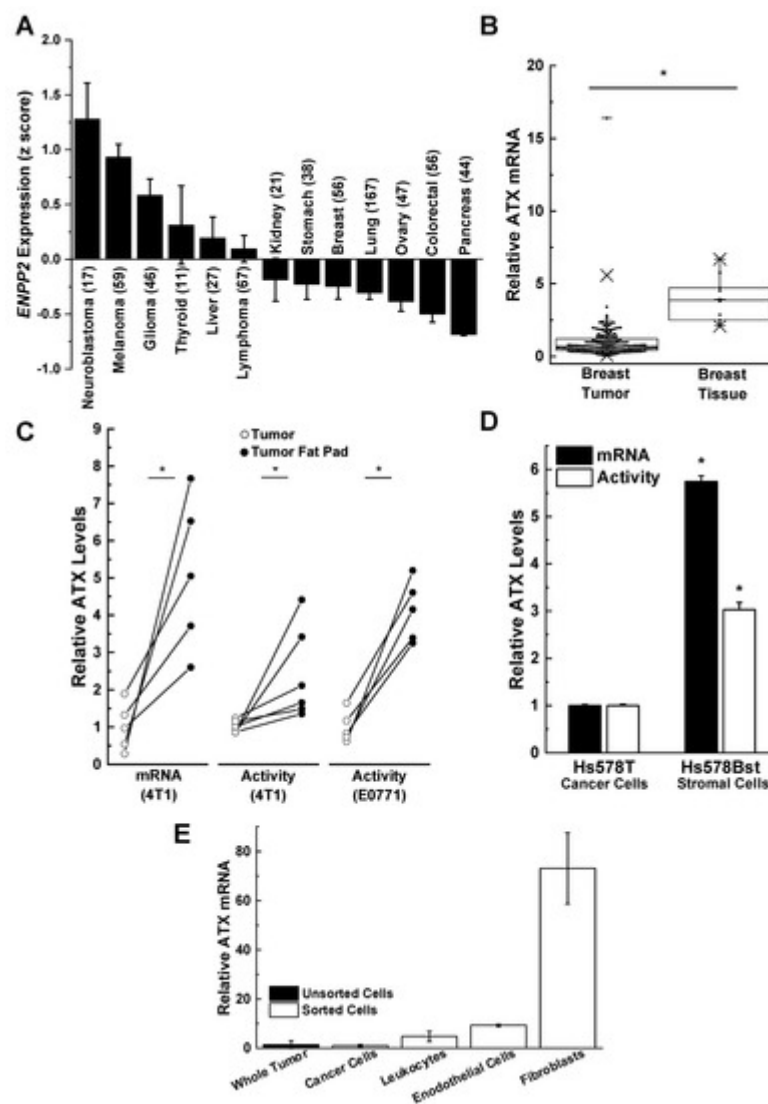 A
ENPP2 Expression (z score)
2.0
1.5
1.0
0.5
0.0
-0.5
-1.0
Neuroblastoma (17)
Melanoma (59)
Glioma (46)
Thyroid (11)
Liver (27)
Lymphoma (67)
Kidney (21)
Stomach (38)
Breast (56)
Lung (167)
Ovary (47)
Colorectal (56)
Pancreas (44)
B
Relative ATX mRNA
20
15
10
5
0
*
Breast
Tumor
Breast
Tissue
C
Relative ATX Levels
9
8
7
6
5
4
3
2
1
0
Tumor
Tumor Fat Pad
* * *
mRNA
(4T1)
Activity
(4T1)
Activity
(E0771)
D
Relative ATX Levels
6
5
4
3
2
1
0
mRNA
Activity
*
*
Hs578T
Cancer Cells
Hs578Bst
Stromal Cells
E
Relative ATX mRNA
80
60
40
20
0
Unsorted Cells
Sorted Cells
Whole Tumor
Cancer Cells
Leukocytes
Enodothelial Cells
Fibroblasts